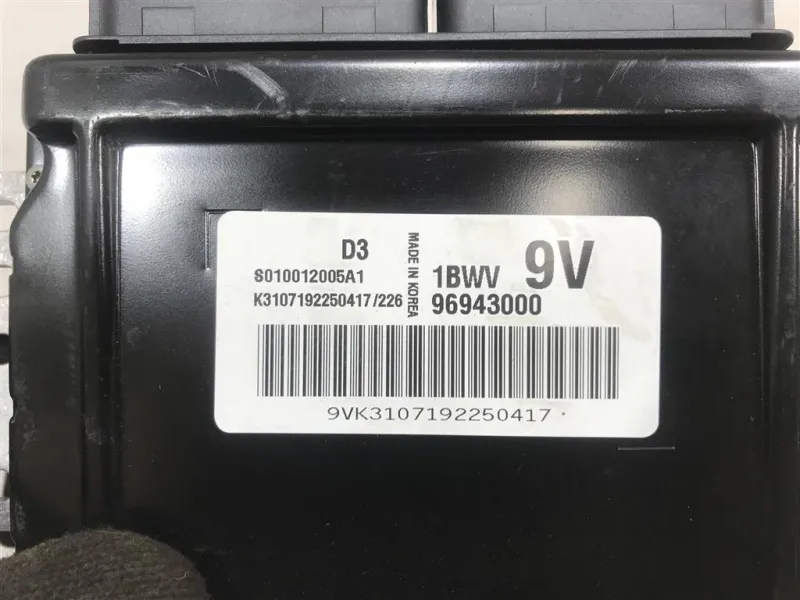 D3
S010012005A1
K3107192250417/226
MADE IN KOREA
1BWV 9V
96943000
9VK3107192250417